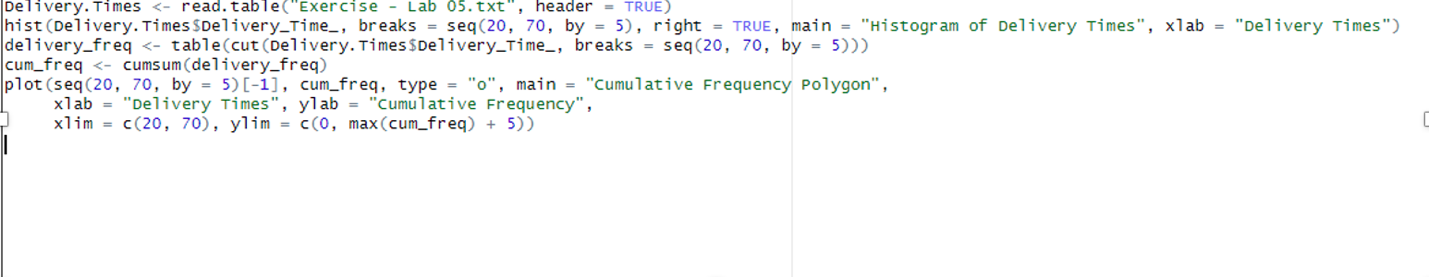 Delivery.Times <- read.table("Exercise - Lab 05.txt", header = TRUE)
hist(Delivery.Times$Delivery_Time_, breaks = seq(20, 70, by = 5), right = TRUE, main = "Histogram of Delivery Times", xlab = "Delivery Times")
delivery_freq <- table(cut(Delivery.Times$Delivery_Time_, breaks = seq(20, 70, by = 5)))
cum_freq <- cumsum(delivery_freq)
plot(seq(20, 70, by = 5)[-1], cum_freq, type = "o", main = "Cumulative Frequency Polygon",
     xlab = "Delivery Times", ylab = "Cumulative Frequency",
     xlim = c(20, 70), ylim = c(0, max(cum_freq) + 5))